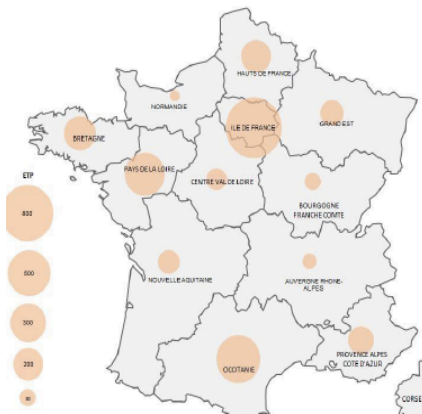 HAUTS DE FRANCE
NORMANDIE
ILE DE FRANCE
GRAND EST
BRETAGNE
PAYS DE LA LOIRE
CENTRE VAL DE LOIRE
BOURGOGNE
FRANCHE COMTE
ETP
800
500
300
200
NOUVELLE AQUITAINE
AUVERGNE RHONE-
ALPES
OCCITANIE
PROVENCE ALPES
COTE D'AZUR
CORSE